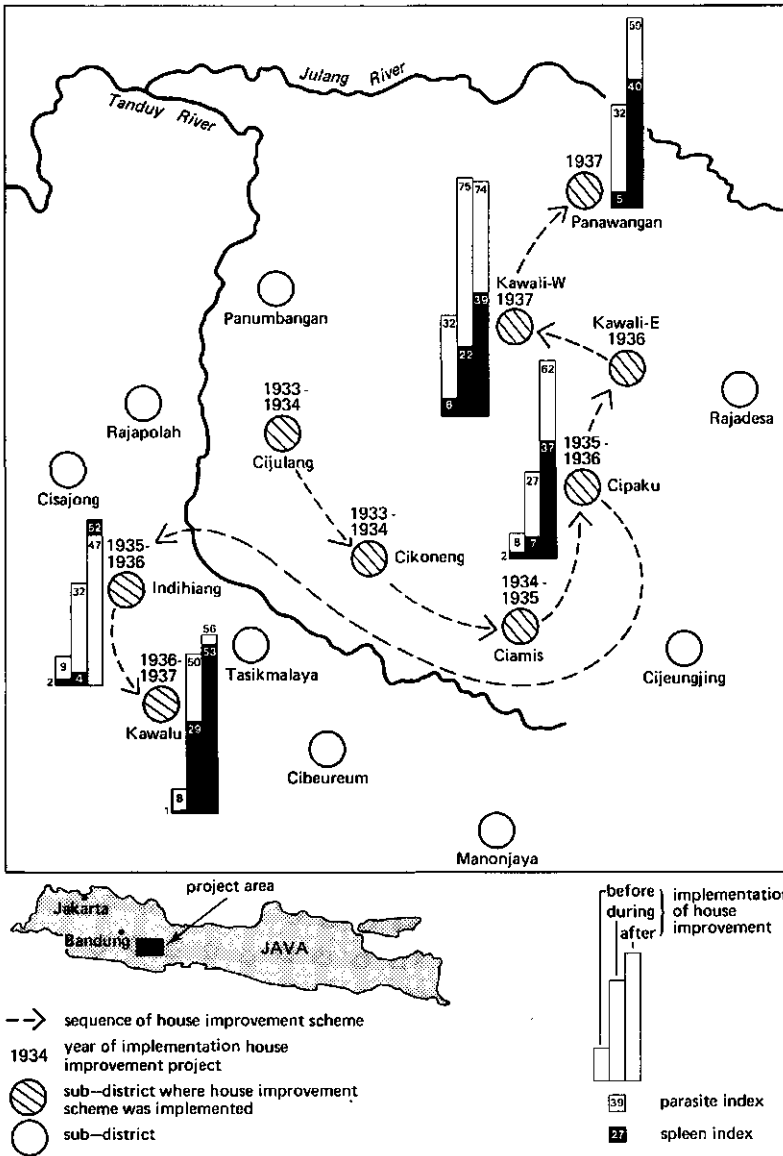 Julang River
Tanduy River
59
40
32
5
1937
Panawangan
75
74
39
32
22
6
Kawali-W
1937
Kawali-E
1936
Panumbangan
Rajapolah
Cisajong
1933 -
1934
Cijulang
1933 -
1934
Cikoneng
1934 -
1935
Ciamis
62
37
27
8
7
2
1935 -
1936
Cipaku
Rajadesa
52
47
32
9
4
2
1935-
1936
Indihiang
1936-
1937
Kawalu
56
53
50
29
8
1
Tasikmalaya
Cibeureum
Cijeungjing
Manonjaya
project area
Jakarta
Bandung
JAVA
before
during
after
implementation
of house
improvement
sequence of house improvement scheme
1934 year of implementation house
improvement project
sub-district where house improvement
scheme was implemented
sub-district
39 parasite index
27 spleen index